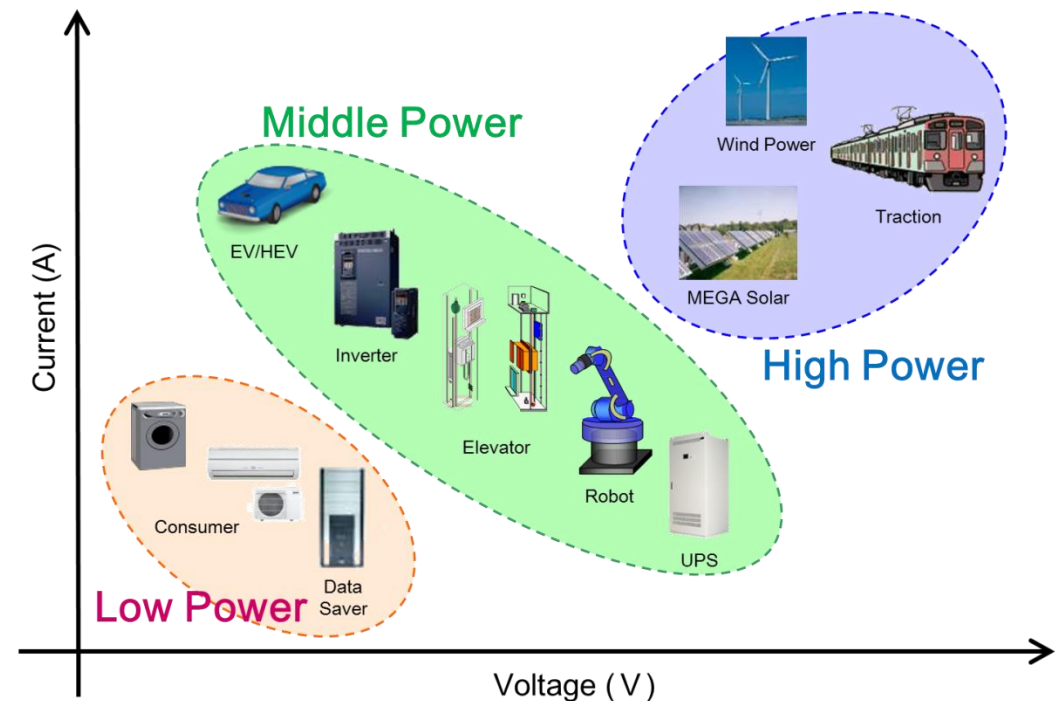 Middle Power
Wind Power
Traction
EV/HEV
MEGA Solar
Inverter
High Power
Current (A)
Elevator
Robot
Consumer
UPS
Data
Saver
Low Power
Voltage ( V )